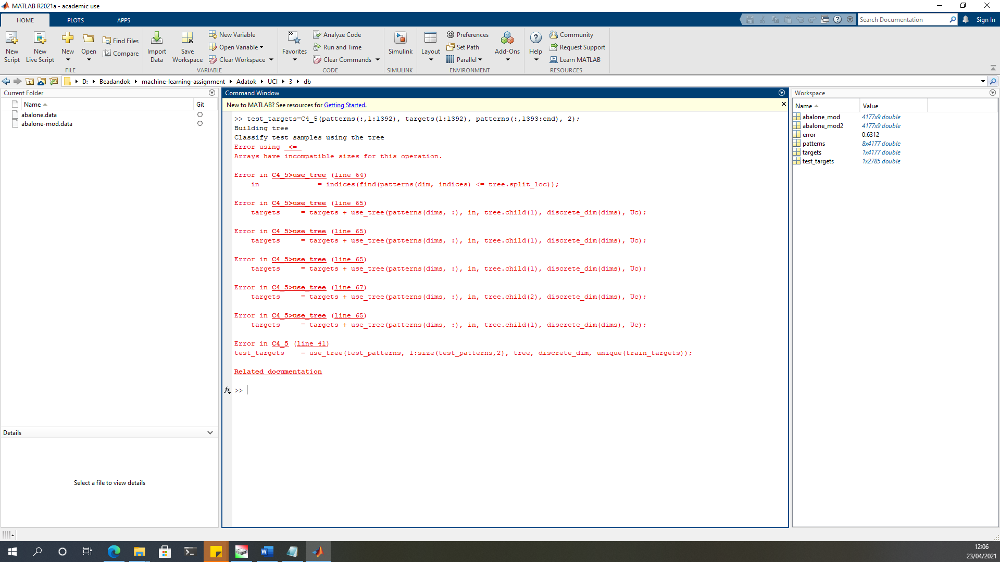 MATLAB R2021a - academic use
HOME PLOTS APPS
Search Documentation
Sign In
New Script
New Live Script
New
Open
Find Files
Compare
FILE
Import Data
Save Workspace
New Variable
Open Variable
Clear Workspace
VARIABLE
Favorites
Analyze Code
Run and Time
Clear Commands
CODE
Simulink
SIMULINK
Layout
Preferences
Set Path
Parallel
Add-Ons
ENVIRONMENT
Help
Community
Request Support
Learn MATLAB
RESOURCES
D: Beadandok machine-learning-assignment Adatok UCI 3 db
Current Folder
Name Git
abalone.data
abalone-mod.data
Details
Select a file to view details
Command Window
New to MATLAB? See resources for Getting Started.
>> test_targets=C4_5(patterns(:,1:1392), targets(1:1392), patterns(:,1393:end), 2);
Building tree
Classify test samples using the tree
Error using <=
Arrays have incompatible sizes for this operation.
Error in C4_5>use_tree (line 64)
in = indices(find(patterns(dim, indices) <= tree.split_loc));
Error in C4_5>use_tree (line 65)
targets = targets + use_tree(patterns(dims, :), in, tree.child(1), discrete_dim(dims), Uc);
Error in C4_5>use_tree (line 65)
targets = targets + use_tree(patterns(dims, :), in, tree.child(1), discrete_dim(dims), Uc);
Error in C4_5>use_tree (line 65)
targets = targets + use_tree(patterns(dims, :), in, tree.child(1), discrete_dim(dims), Uc);
Error in C4_5>use_tree (line 67)
targets = targets + use_tree(patterns(dims, :), in, tree.child(2), discrete_dim(dims), Uc);
Error in C4_5>use_tree (line 65)
targets = targets + use_tree(patterns(dims, :), in, tree.child(1), discrete_dim(dims), Uc);
Error in C4_5 (line 41)
test_targets = use_tree(test_patterns, 1:size(test_patterns,2), tree, discrete_dim, unique(train_targets));
Related documentation
fx >>
Workspace
Name Value
abalone_mod 4177x9 double
abalone_mod2 4177x9 double
error 0.6312
patterns 8x4177 double
targets 1x4177 double
test_targets 1x2785 double
12:06
23/04/2021